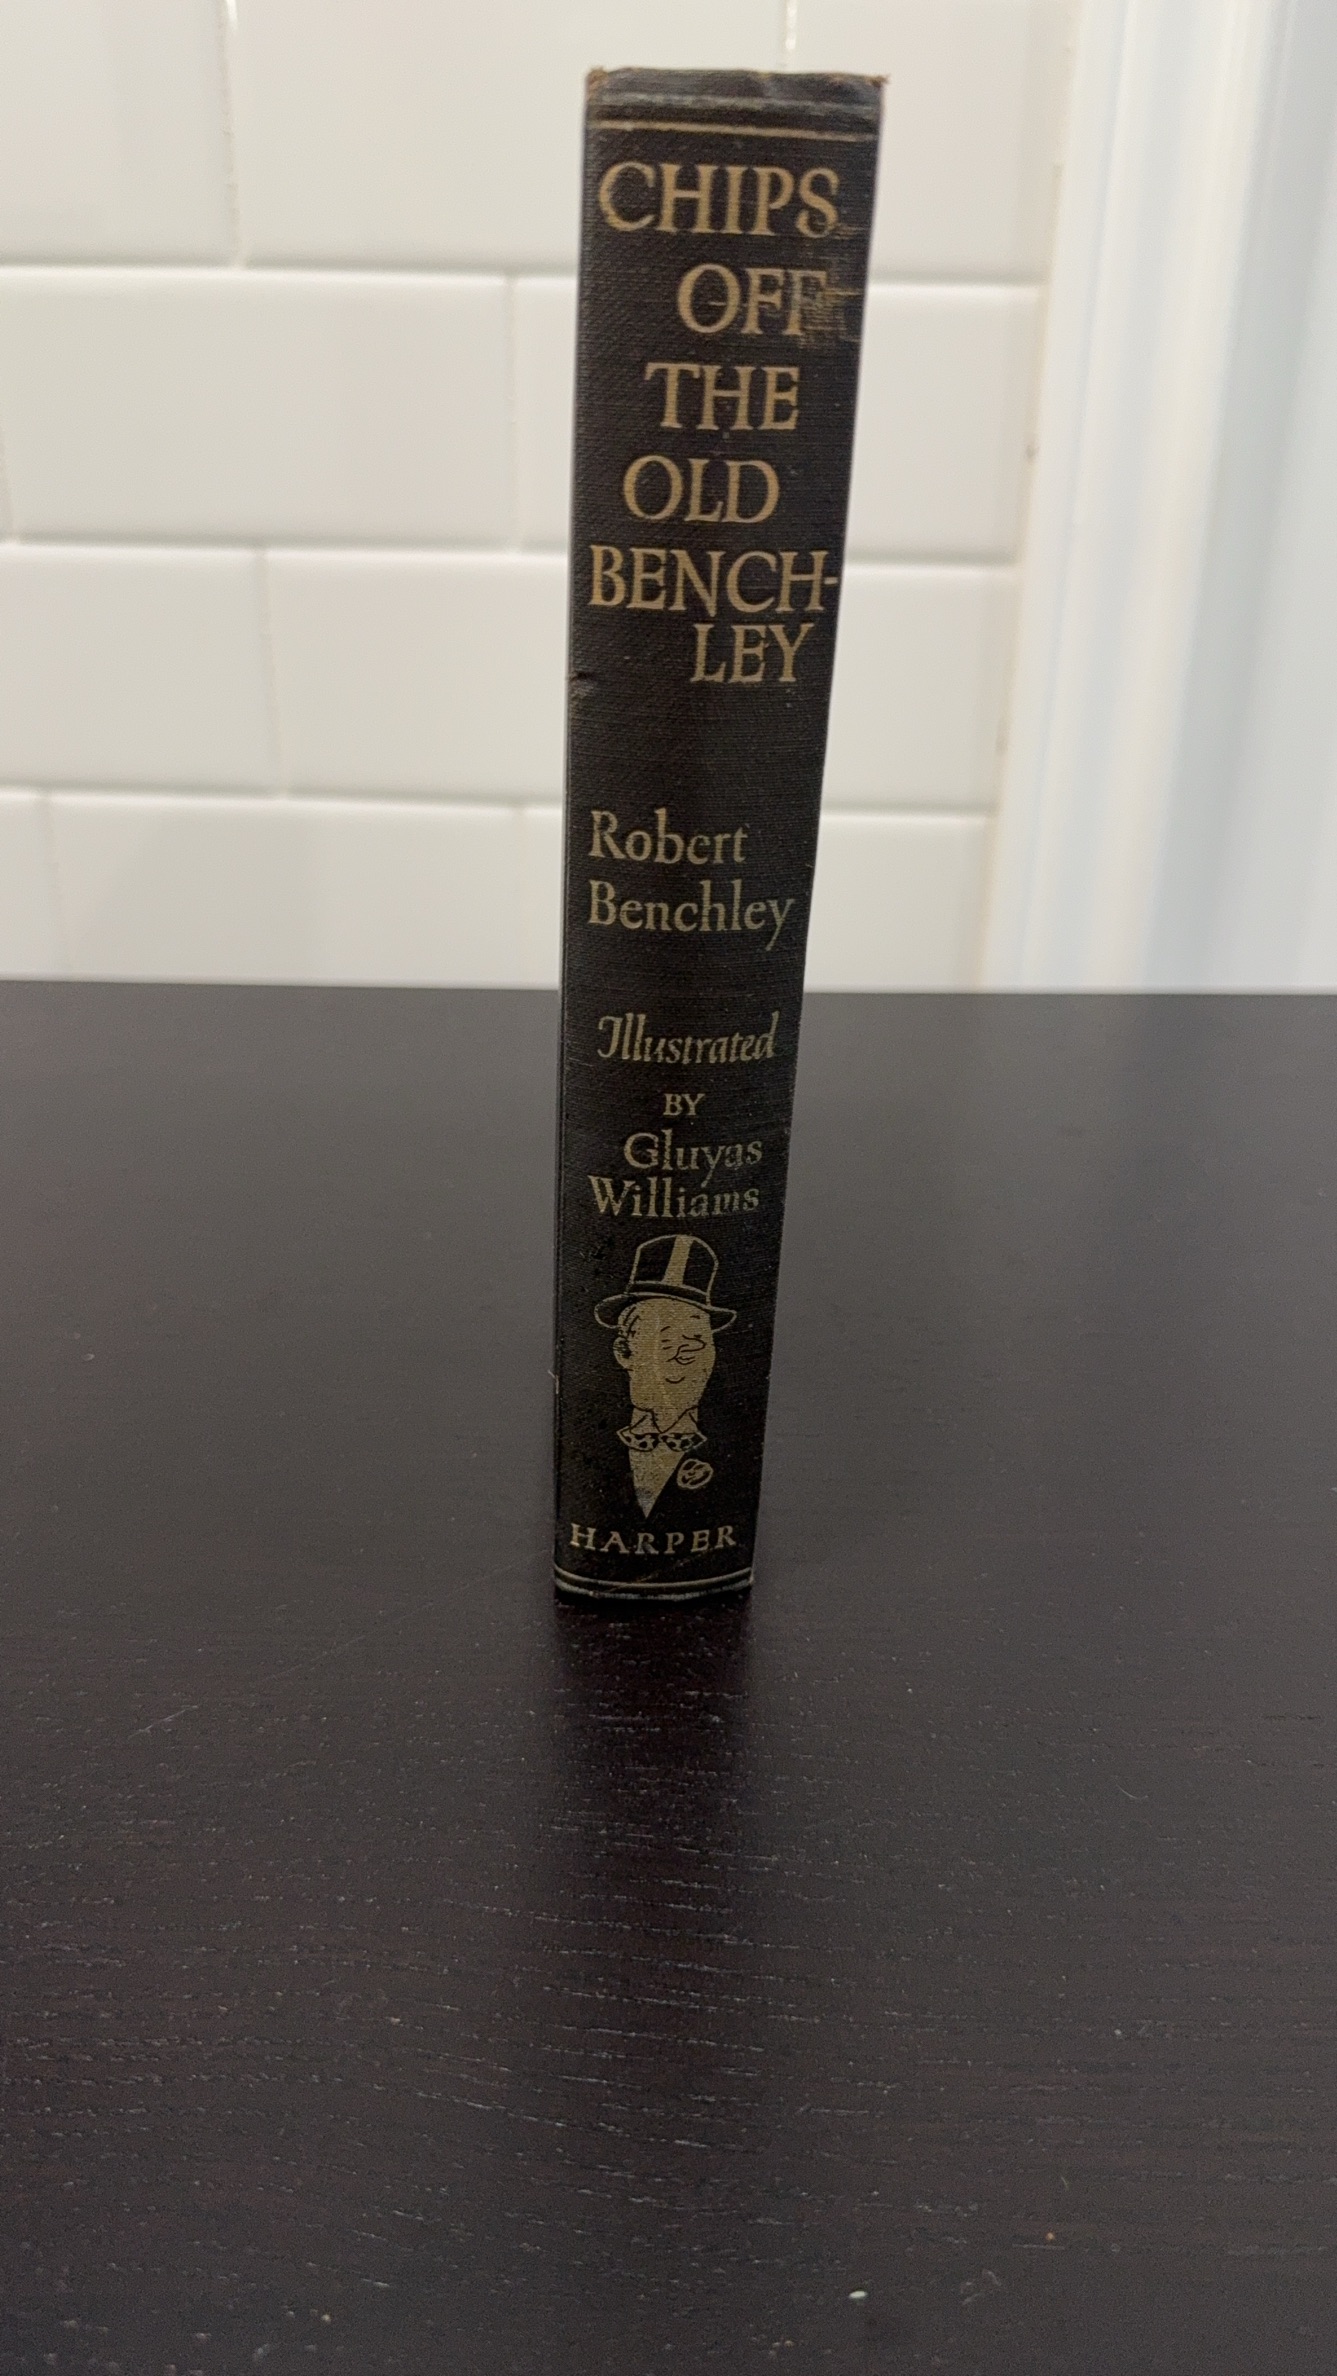 CHIPS
OFF
THE
OLD
BENCH-
LEY
Robert
Benchley
Illustrated
BY
Gluyas
Williams
HARPER